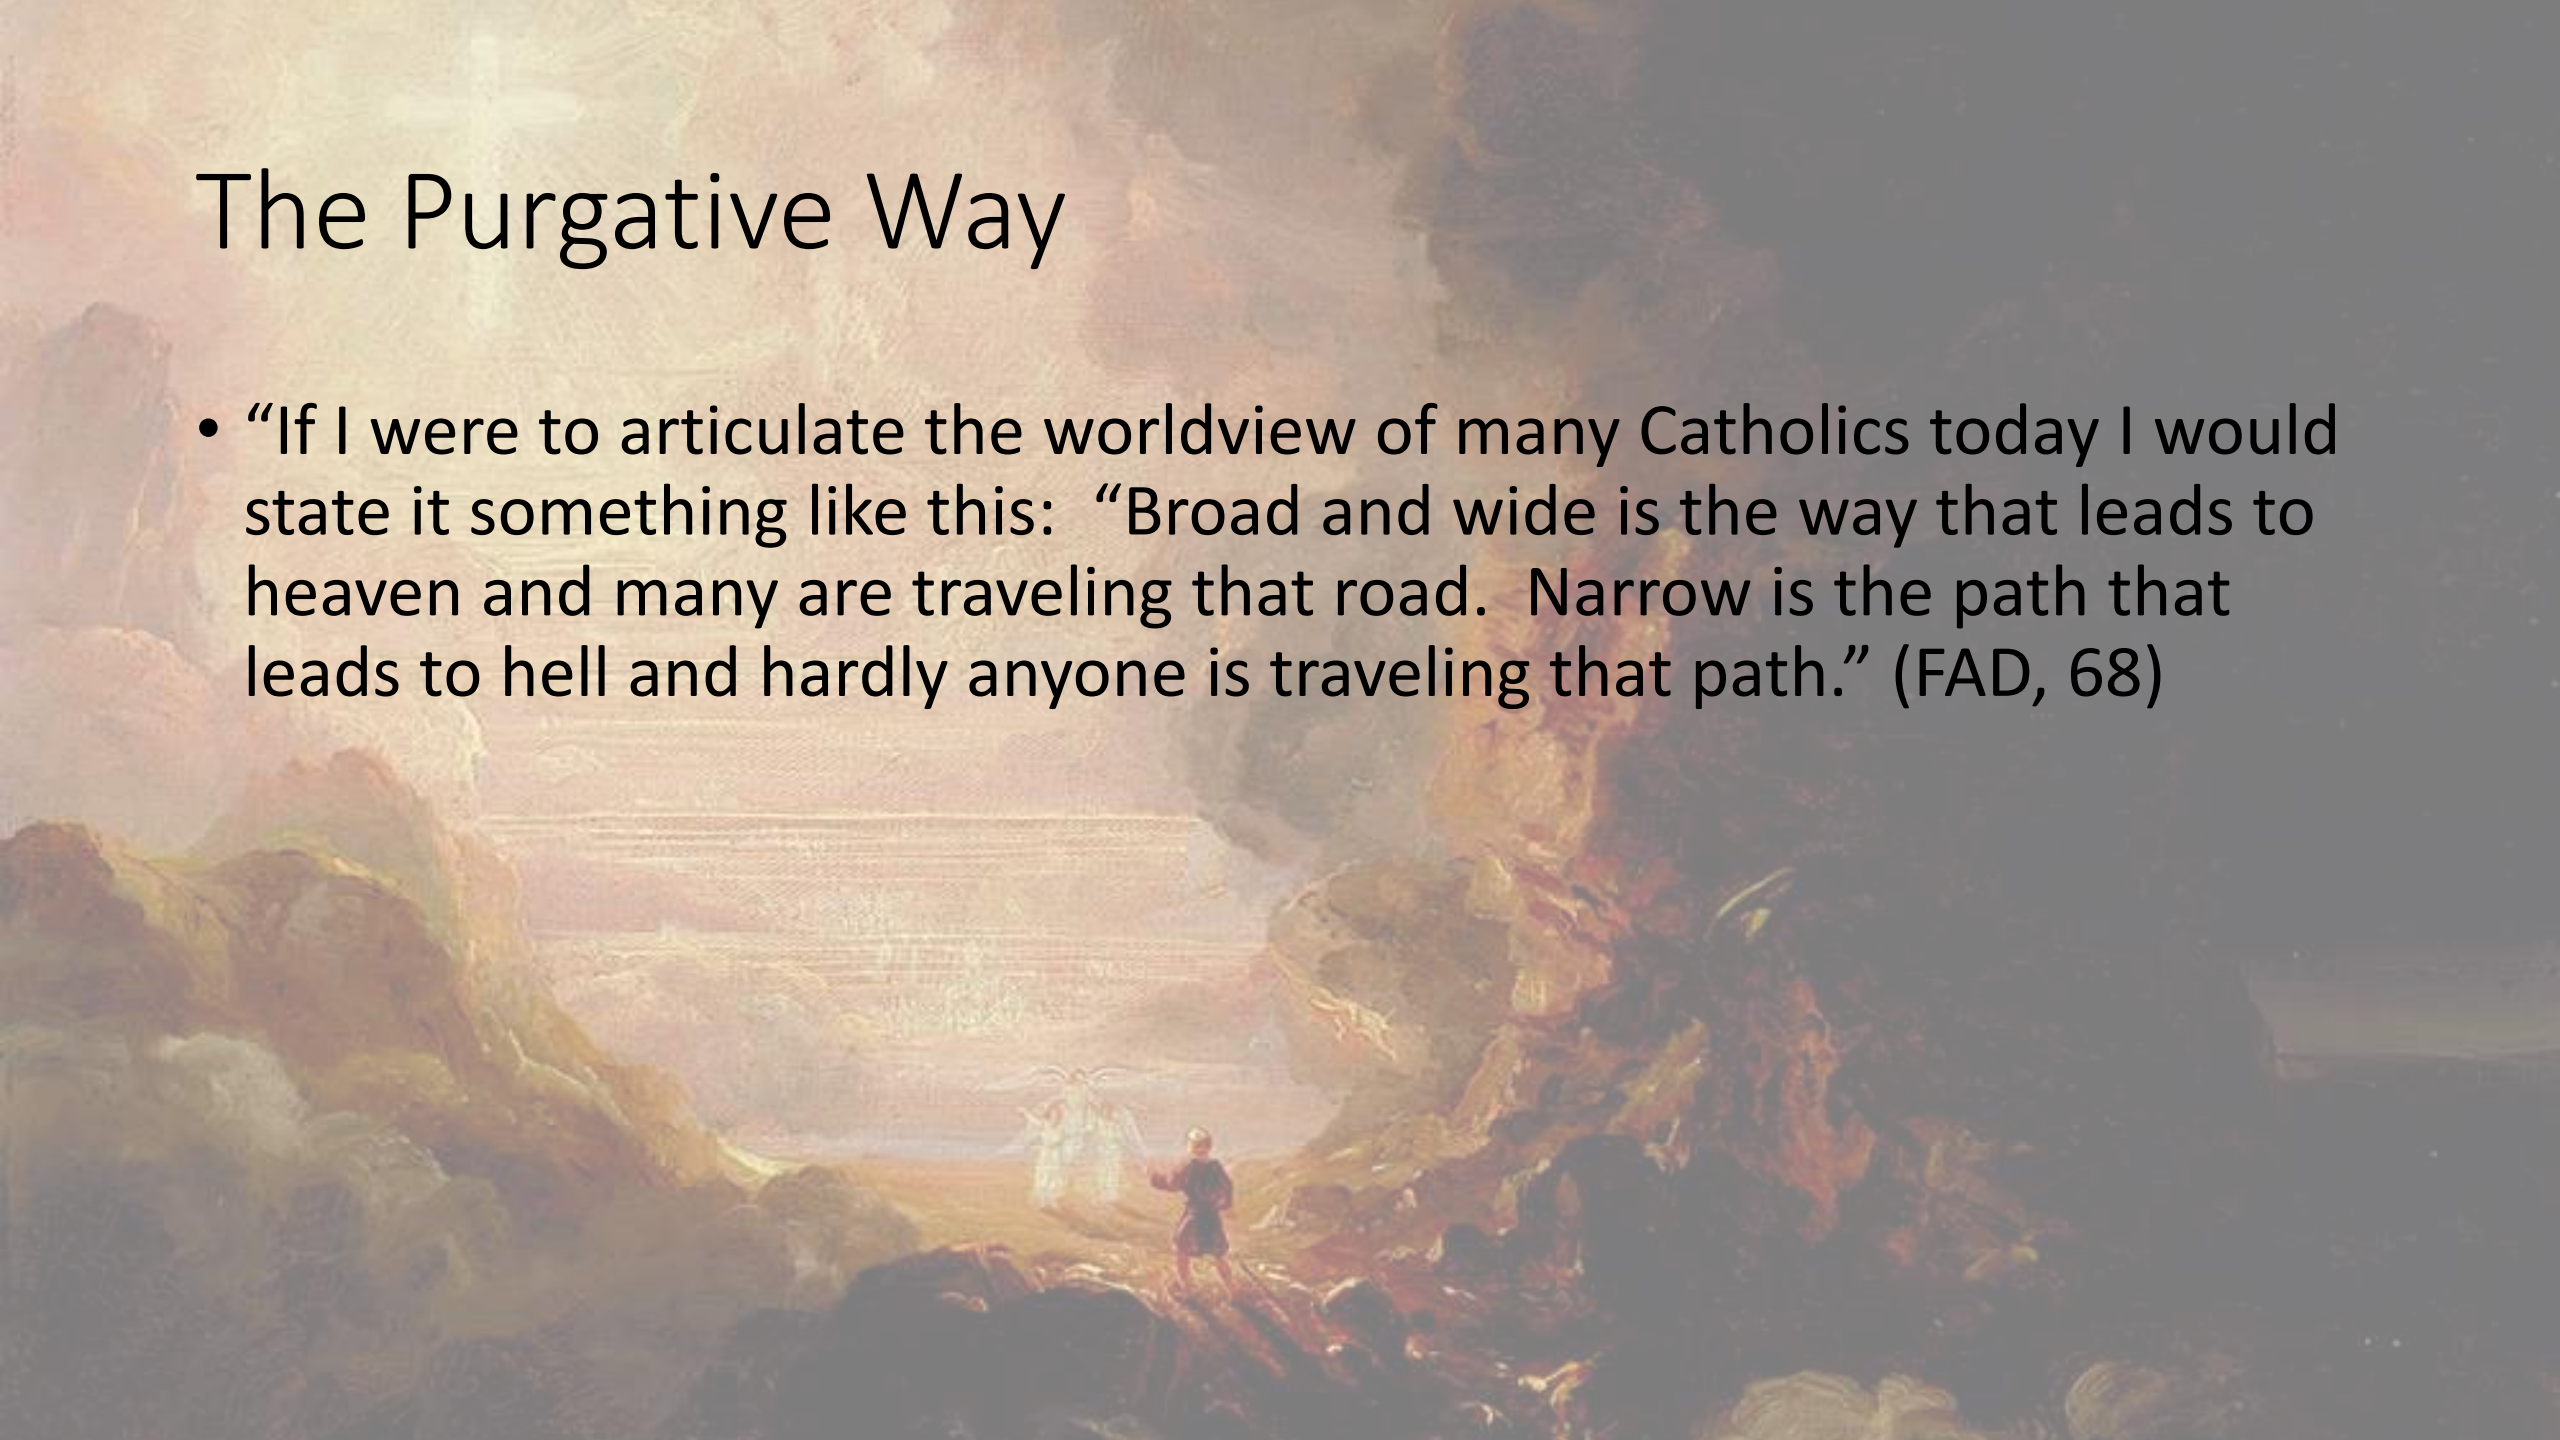 The Purgative Way
• “If I were to articulate the worldview of many Catholics today I would
state it something like this:  “Broad and wide is the way that leads to
heaven and many are traveling that road.  Narrow is the path that
leads to hell and hardly anyone is traveling that path.” (FAD, 68)